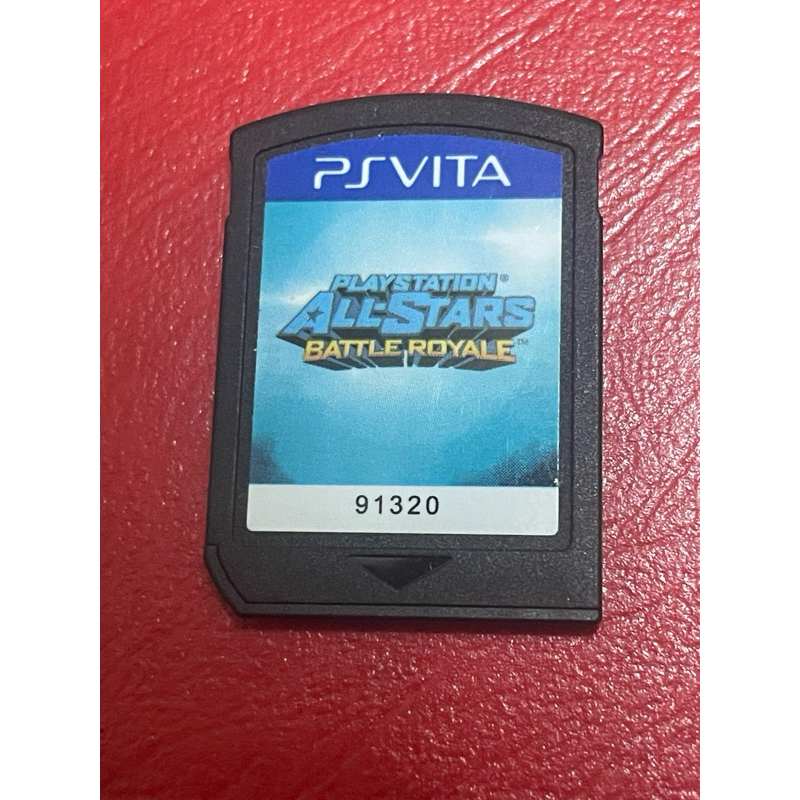 PSVITA
PLAYSTATION®
ALL-STARS
BATTLE ROYALE™
91320